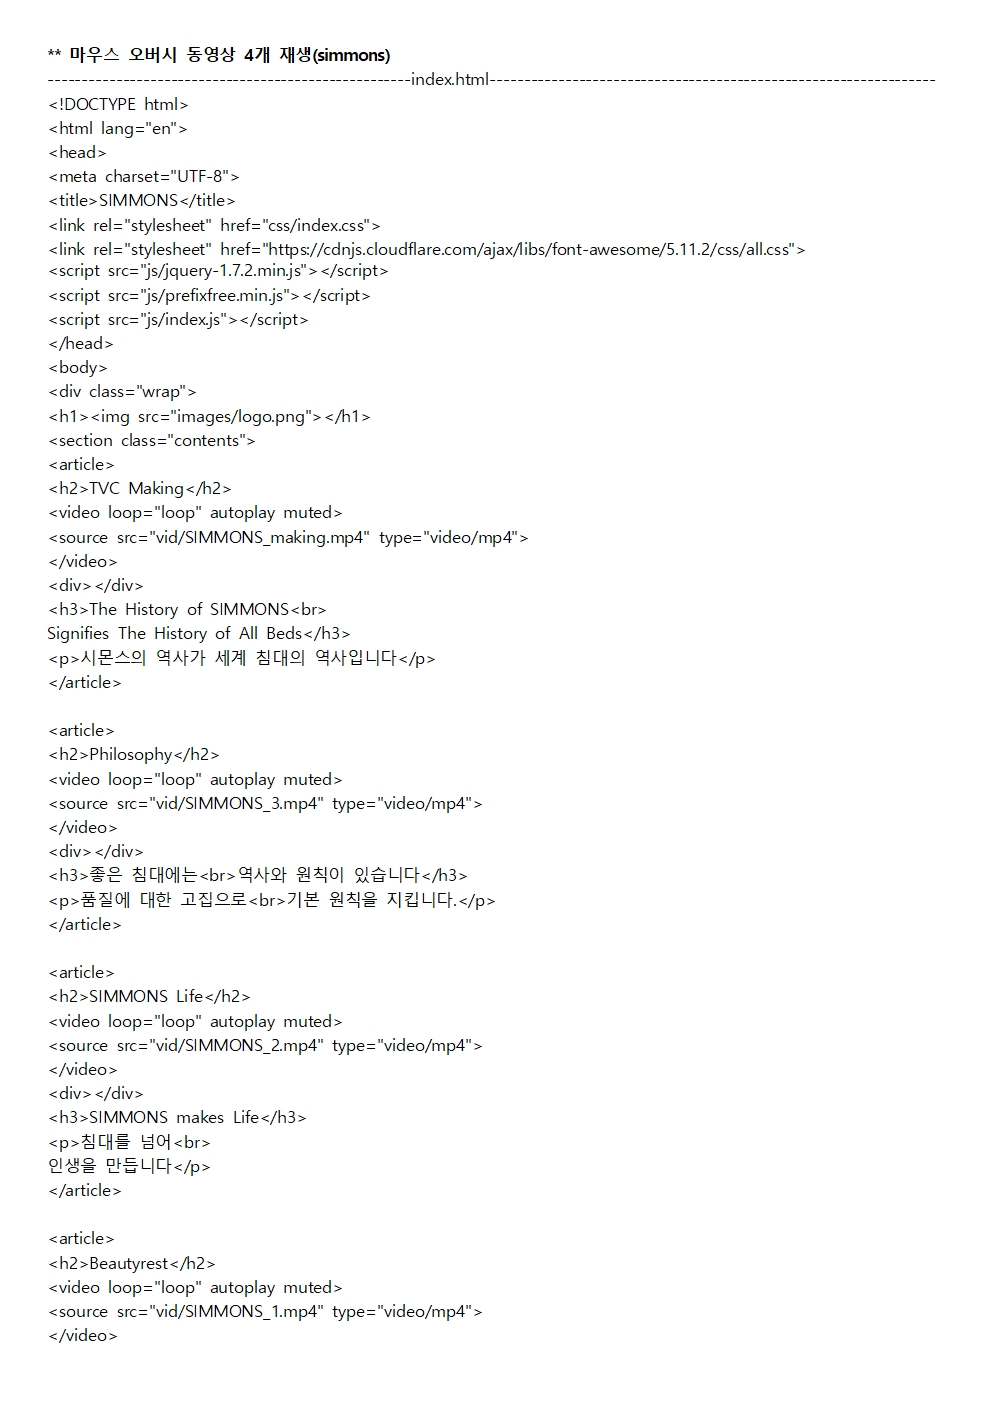 ** 마우스 오버시 동영상 4개 재생(simmons)
-----------------------------------------------------index.html-----------------------------------------------------------------
<!DOCTYPE html>
<html lang="en">
<head>
<meta charset="UTF-8">
<title>SIMMONS</title>
<link rel="stylesheet" href="css/index.css">
<link rel="stylesheet" href="https://cdnjs.cloudflare.com/ajax/libs/font-awesome/5.11.2/css/all.css">
<script src="js/jquery-1.7.2.min.js"></script>
<script src="js/prefixfree.min.js"></script>
<script src="js/index.js"></script>
</head>
<body>
<div class="wrap">
<h1><img src="images/logo.png"></h1>
<section class="contents">
<article>
<h2>TVC Making</h2>
<video loop="loop" autoplay muted>
<source src="vid/SIMMONS_making.mp4" type="video/mp4">
</video>
<div></div>
<h3>The History of SIMMONS<br>
Signifies The History of All Beds</h3>
<p>시몬스의 역사가 세계 침대의 역사입니다</p>
</article>

<article>
<h2>Philosophy</h2>
<video loop="loop" autoplay muted>
<source src="vid/SIMMONS_3.mp4" type="video/mp4">
</video>
<div></div>
<h3>좋은 침대에는<br>역사와 원칙이 있습니다</h3>
<p>품질에 대한 고집으로<br>기본 원칙을 지킵니다.</p>
</article>

<article>
<h2>SIMMONS Life</h2>
<video loop="loop" autoplay muted>
<source src="vid/SIMMONS_2.mp4" type="video/mp4">
</video>
<div></div>
<h3>SIMMONS makes Life</h3>
<p>침대를 넘어<br>
인생을 만듭니다</p>
</article>

<article>
<h2>Beautyrest</h2>
<video loop="loop" autoplay muted>
<source src="vid/SIMMONS_1.mp4" type="video/mp4">
</video>